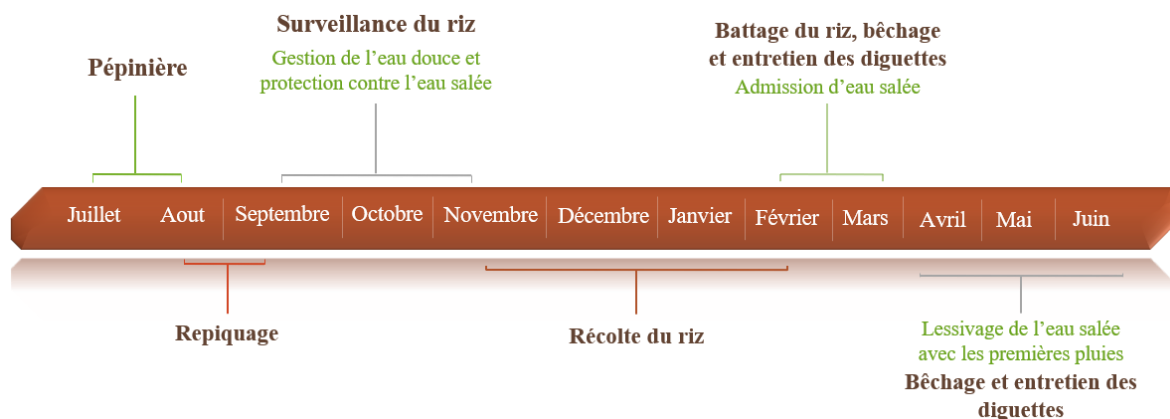 Pépinière
Surveillance du riz
Gestion de l’eau douce et
protection contre l’eau salée
Battage du riz, bêchage
et entretien des diguettes
Admission d’eau salée
Juillet
Aout
Septembre
Octobre
Novembre
Décembre
Janvier
Février
Mars
Avril
Mai
Juin
Repiquage
Récolte du riz
Lessivage de l’eau salée
avec les premières pluies
Bêchage et entretien des
diguettes